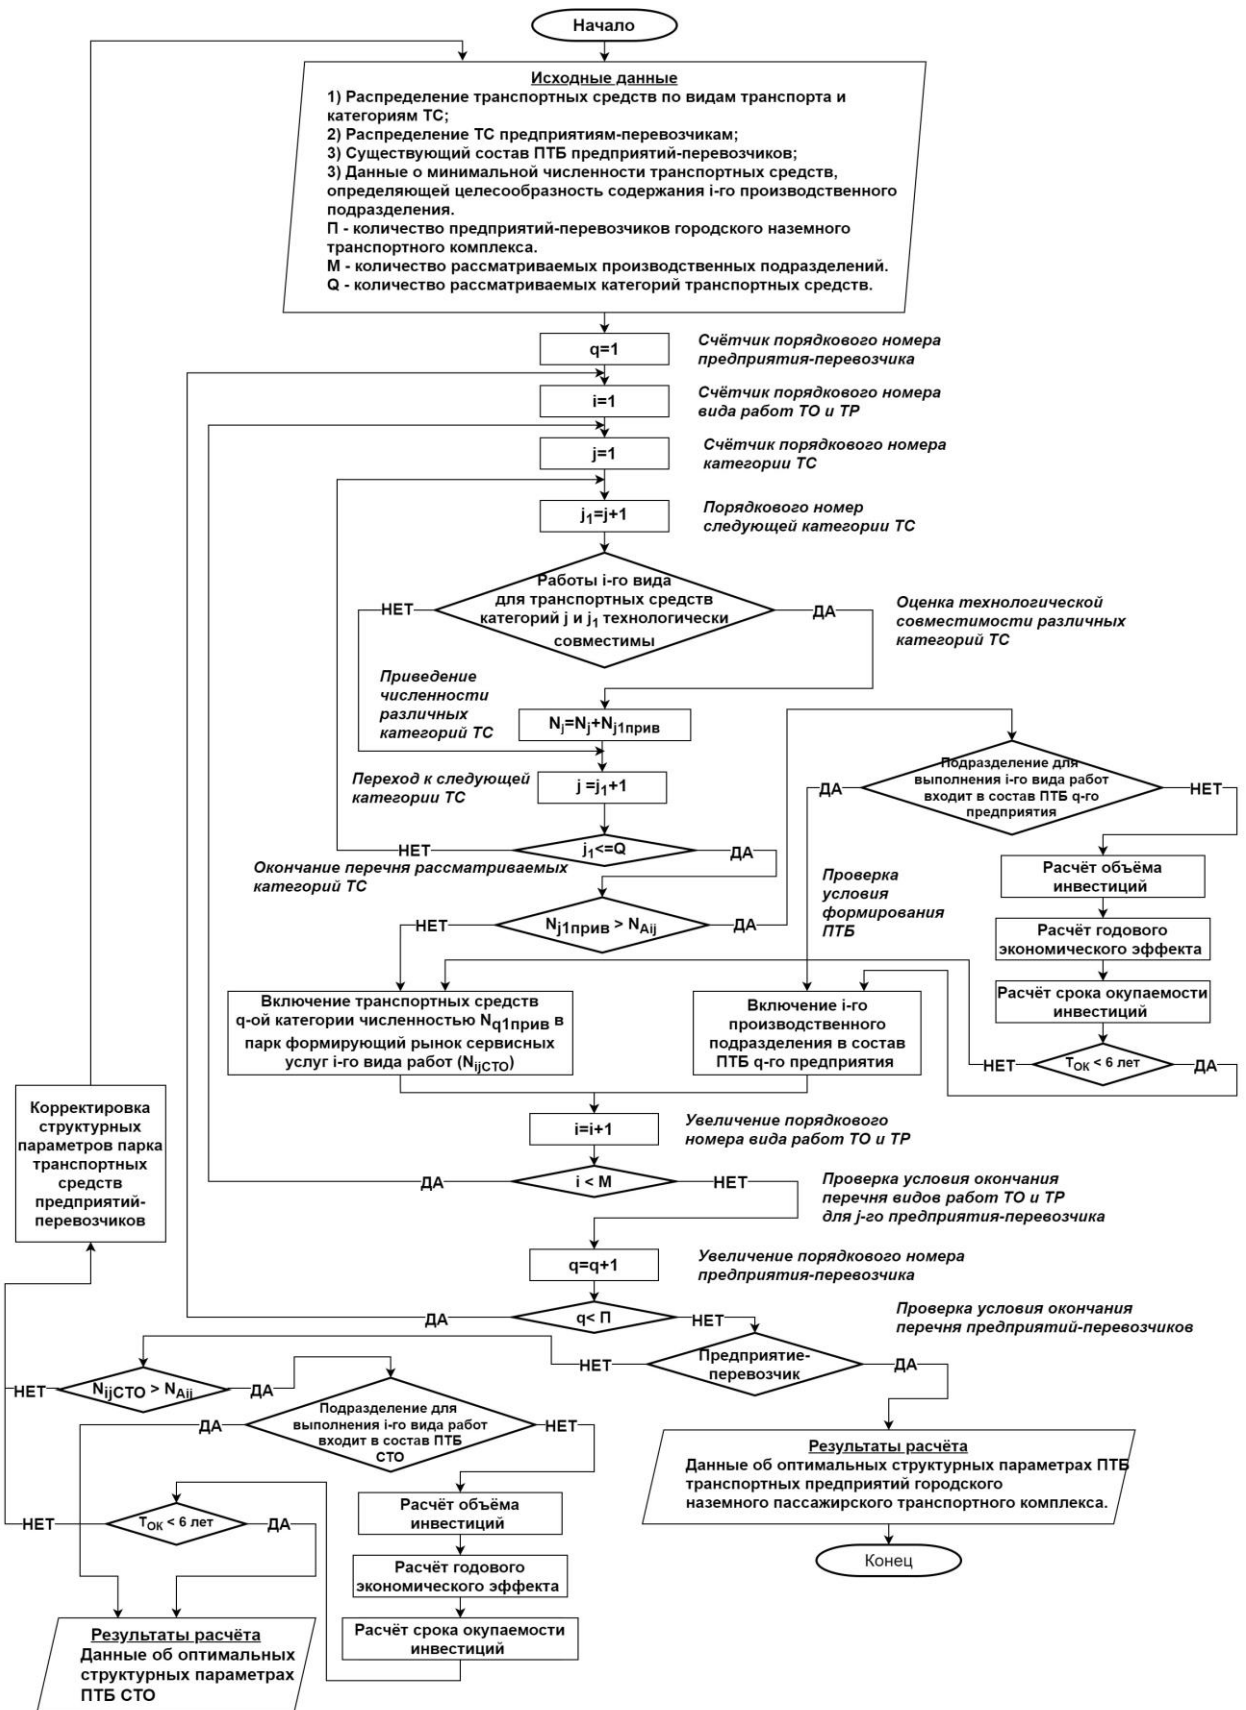 Начало
Исходные данные
1) Распределение транспортных средств по видам транспорта и
категориям ТС;
2) Распределение ТС предприятиям-перевозчикам;
3) Существующий состав ПТБ предприятий-перевозчиков;
3) Данные о минимальной численности транспортных средств,
определяющей целесообразность содержания i-го производственного
подразделения.
П - количество предприятий-перевозчиков городского наземного
транспортного комплекса.
М - количество рассматриваемых производственных подразделений.
Q - количество рассматриваемых категорий транспортных средств.
q=1
Счётчик порядкового номера
предприятия-перевозчика
i=1
Счётчик порядкового номера
вида работ ТО и ТР
j=1
Счётчик порядкового номера
категории ТС
j1=j+1
Порядкового номер
следующей категории ТС
Работы i-го вида
для транспортных средств
категорий j и j1 технологически
совместимы
НЕТ
ДА
Оценка технологической
совместимости различных
категорий ТС
Приведение
численности
различных
категорий ТС
Nj=Nj+Nj1прив
Переход к следующей
категории ТС
j =j1+1
Подразделение для
выполнения i-го вида работ
входит в состав ПТБ q-го
предприятия
ДА
НЕТ
j1<=Q
НЕТ
ДА
Окончание перечня рассматриваемых
категорий ТС
Расчёт объёма
инвестиций
Проверка
условия
формирования
ПТБ
Nj1прив > NAij
НЕТ
ДА
Расчёт годового
экономического эффекта
Расчёт срока окупаемости
инвестиций
Включение транспортных средств
q-ой категории численностью Nq1прив в
парк формирующий рынок сервисных
услуг i-го вида работ (NijСТО)
Включение i-го
производственного
подразделения в состав
ПТБ q-го предприятия
НЕТ
TОК < 6 лет
ДА
Корректировка
структурных
параметров парка
транспортных
средств
предприятий-
перевозчиков
i=i+1
Увеличение порядкового
номера вида работ ТО и ТР
ДА
i < M
НЕТ
Проверка условия окончания
перечня видов работ ТО и ТР
для j-го предприятия-перевозчика
q=q+1
Увеличение порядкового номера
предприятия-перевозчика
ДА
q< П
НЕТ
Проверка условия окончания
перечня предприятий-перевозчиков
НЕТ
Предприятие-
перевозчик
ДА
НЕТ
NijСТО > NAij
ДА
Подразделение для
выполнения i-го вида работ
входит в состав ПТБ
СТО
ДА
НЕТ
Результаты расчёта
Данные об оптимальных структурных параметрах ПТБ
транспортных предприятий городского
наземного пассажирского транспортного комплекса.
Расчёт объёма
инвестиций
НЕТ
TОК < 6 лет
ДА
Конец
Расчёт годового
экономического эффекта
Расчёт срока окупаемости
инвестиций
Результаты расчёта
Данные об оптимальных
структурных параметрах
ПТБ СТО